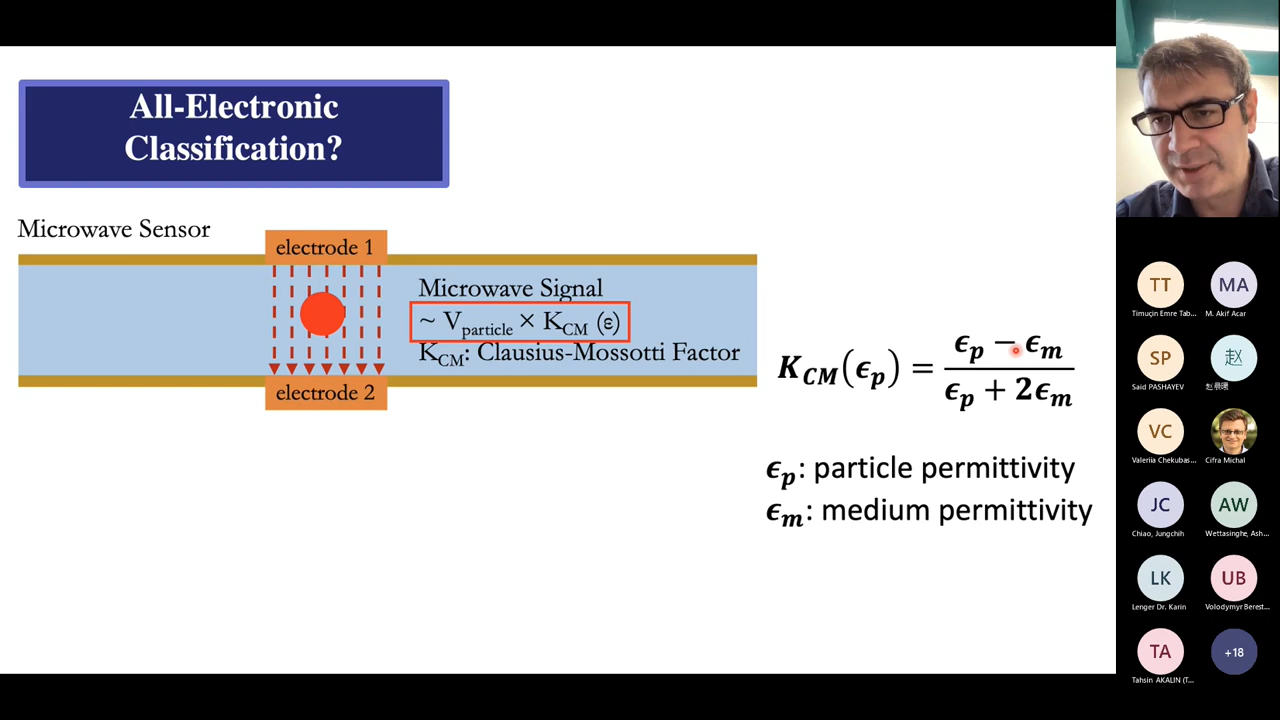 All-Electronic
Classification?
Microwave Sensor
electrode 1
Microwave Signal
~ V_particle × K_CM (ε)
K_CM: Clausius-Mossotti Factor
electrode 2
K_CM(ϵ_p) = (ϵ_p − ϵ_m) / (ϵ_p + 2ϵ_m)
ϵ_p: particle permittivity
ϵ_m: medium permittivity
TT
Timuçin Emre Tab...
MA
M. Akif Acar
SP
Said PASHAYEV
赵
赵晨曦
VC
Valeriia Chekubas...
Cifra Michal
JC
Chiao, Jungchih
AW
Wettasinghe, Ash...
LK
Lenger Dr. Karin
UB
Volodymyr Berest...
TA
Tahsin AKALIN (T...
+18